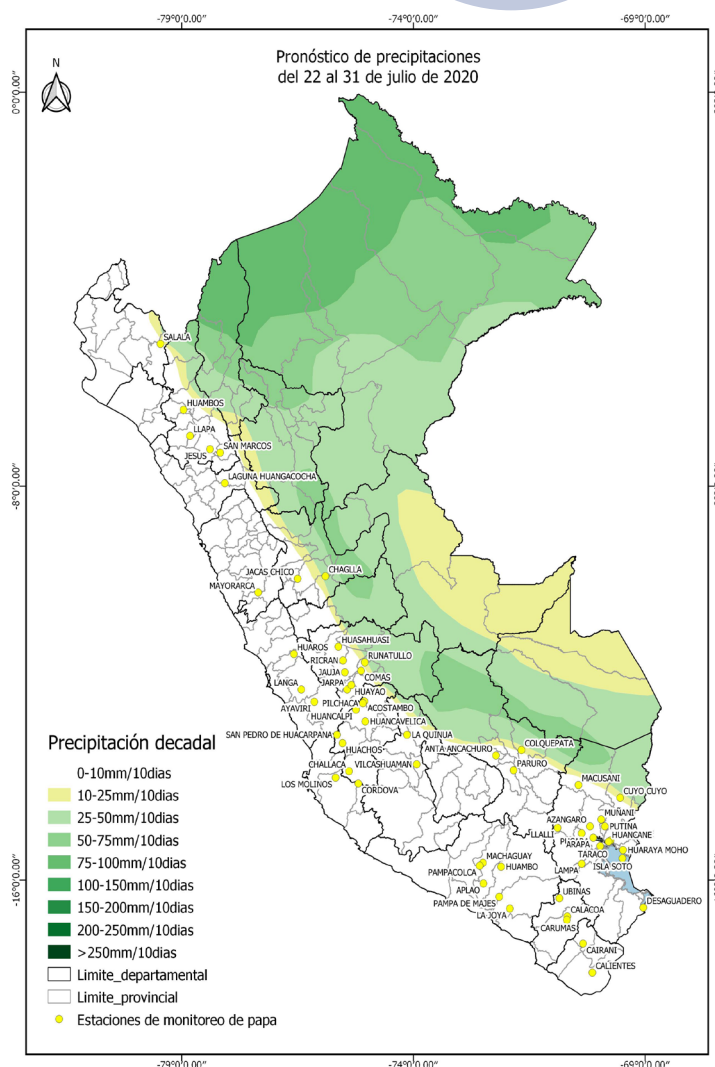 -79°0'0.00"
-74°0'0.00"
-69°0'0.00"
Pronóstico de precipitaciones
del 22 al 31 de julio de 2020
N
0°0'0.00"
-8°0'0.00"
-16°0'0.00"
SALALA
HUAMBOS
LLAPA
JESUS
SAN MARCOS
LAGUNA HUANGACOCHA
JACAS CHICO
CHAGLLA
MAYORARCA
HUASAHUASI
HUAROS
RICRAN
RUNATULLO
JAUJA
COMAS
LANGA
JARPA
HUAYAO
AYAVIRI
PILCHACA
ACOSTAMBO
HUANCALPI
HUANCAVELICA
SAN PEDRO DE HUACARPANA
LA QUINUA
HUACHOS
ANTA ANCACHURO
COLQUEPATA
CHALLACA
VILCASHUAMAN
PARURO
LOS MOLINOS
CORDOVA
MACUSANI
CUYO CUYO
MUÑANI
AZANGARO
PUTINA
LLALLI
HUANCANE
ARAPA
HUARAYA MOHO
TARACO
MACHAGUAY
ISLA SOTO
PAMPACOLCA
HUAMBO
LAMPA
APLAO
UBINAS
DESAGUADERO
PAMPA DE MAJES
LA JOYA
CALACOA
CARUMAS
CAIRANI
CALIENTES
Precipitación decadal
0-10mm/10dias
10-25mm/10dias
25-50mm/10dias
50-75mm/10dias
75-100mm/10dias
100-150mm/10dias
150-200mm/10dias
200-250mm/10dias
>250mm/10dias
Limite_departamental
Limite_provincial
Estaciones de monitoreo de papa
-79°0'0.00"
-74°0'0.00"
-69°0'0.00"